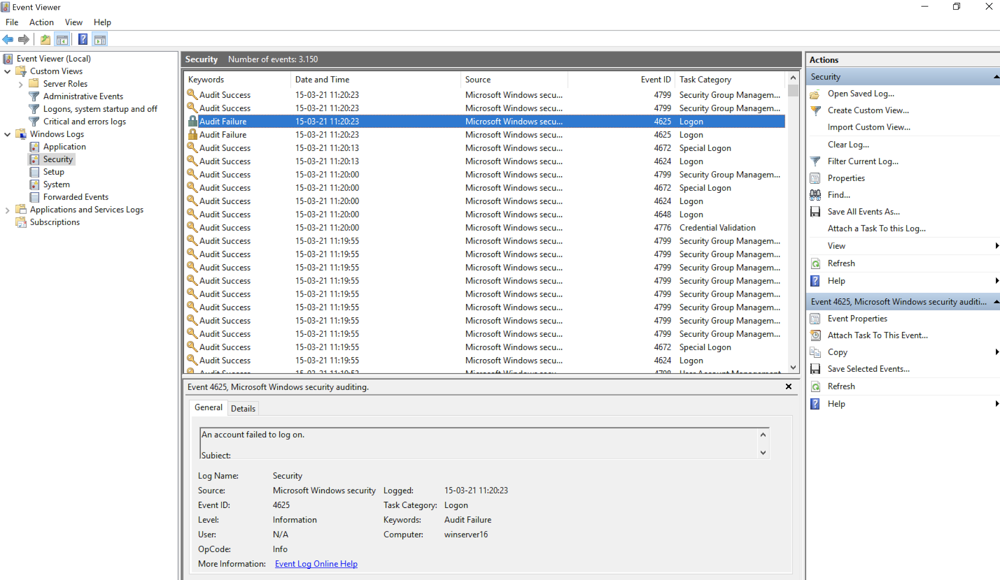 Event Viewer
File Action View Help
Event Viewer (Local)
Custom Views
Server Roles
Administrative Events
Logons, system startup and off
Critical and errors logs
Windows Logs
Application
Security
Setup
System
Forwarded Events
Applications and Services Logs
Subscriptions
Security Number of events: 3.150
Keywords Date and Time Source Event ID Task Category
Audit Success 15-03-21 11:20:23 Microsoft Windows secu... 4799 Security Group Managem...
Audit Success 15-03-21 11:20:23 Microsoft Windows secu... 4799 Security Group Managem...
Audit Failure 15-03-21 11:20:23 Microsoft Windows secu... 4625 Logon
Audit Failure 15-03-21 11:20:23 Microsoft Windows secu... 4625 Logon
Audit Success 15-03-21 11:20:13 Microsoft Windows secu... 4672 Special Logon
Audit Success 15-03-21 11:20:13 Microsoft Windows secu... 4624 Logon
Audit Success 15-03-21 11:20:00 Microsoft Windows secu... 4799 Security Group Managem...
Audit Success 15-03-21 11:20:00 Microsoft Windows secu... 4672 Special Logon
Audit Success 15-03-21 11:20:00 Microsoft Windows secu... 4624 Logon
Audit Success 15-03-21 11:20:00 Microsoft Windows secu... 4648 Logon
Audit Success 15-03-21 11:20:00 Microsoft Windows secu... 4776 Credential Validation
Audit Success 15-03-21 11:19:55 Microsoft Windows secu... 4799 Security Group Managem...
Audit Success 15-03-21 11:19:55 Microsoft Windows secu... 4799 Security Group Managem...
Audit Success 15-03-21 11:19:55 Microsoft Windows secu... 4799 Security Group Managem...
Audit Success 15-03-21 11:19:55 Microsoft Windows secu... 4799 Security Group Managem...
Audit Success 15-03-21 11:19:55 Microsoft Windows secu... 4799 Security Group Managem...
Audit Success 15-03-21 11:19:55 Microsoft Windows secu... 4799 Security Group Managem...
Audit Success 15-03-21 11:19:55 Microsoft Windows secu... 4799 Security Group Managem...
Audit Success 15-03-21 11:19:55 Microsoft Windows secu... 4799 Security Group Managem...
Audit Success 15-03-21 11:19:55 Microsoft Windows secu... 4672 Special Logon
Audit Success 15-03-21 11:19:55 Microsoft Windows secu... 4624 Logon
Event 4625, Microsoft Windows security auditing.
General Details
An account failed to log on.
Subject:
Log Name: Security
Source: Microsoft Windows security Logged: 15-03-21 11:20:23
Event ID: 4625 Task Category: Logon
Level: Information Keywords: Audit Failure
User: N/A Computer: winserver16
OpCode: Info
More Information: Event Log Online Help
Actions
Security
Open Saved Log...
Create Custom View...
Import Custom View...
Clear Log...
Filter Current Log...
Properties
Find...
Save All Events As...
Attach a Task To this Log...
View
Refresh
Help
Event 4625, Microsoft Windows security auditi...
Event Properties
Attach Task To This Event...
Copy
Save Selected Events...
Refresh
Help